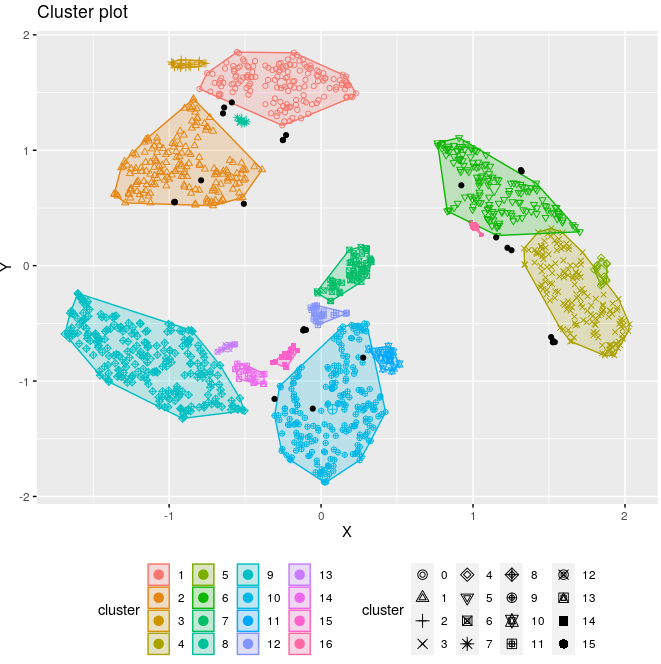 Cluster plot
2
1
0
-1
-2
Y
-1 0 1 2
X
cluster
1 5 9 13
2 6 10 14
3 7 11 15
4 8 12 16
cluster
0 4 8 12
1 5 9 13
2 6 10 14
3 7 11 15